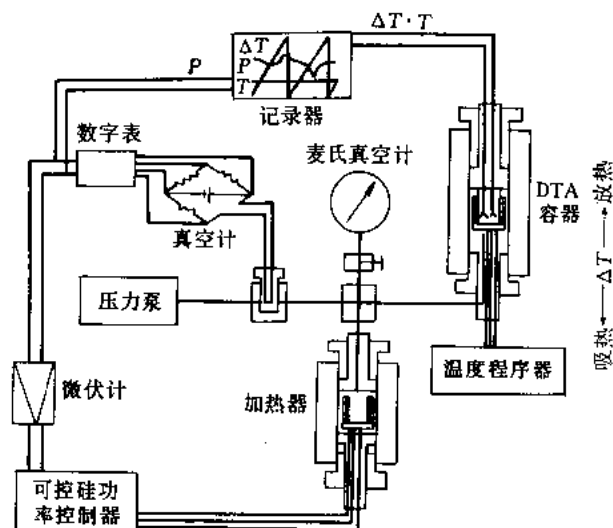 ΔT·T
ΔT
P
T
P
记录器
数字表
麦氏真空计
真空计
DTA
容器
吸热←ΔT→放热
压力泵
温度程序器
加热器
微伏计
可控硅功
率控制器